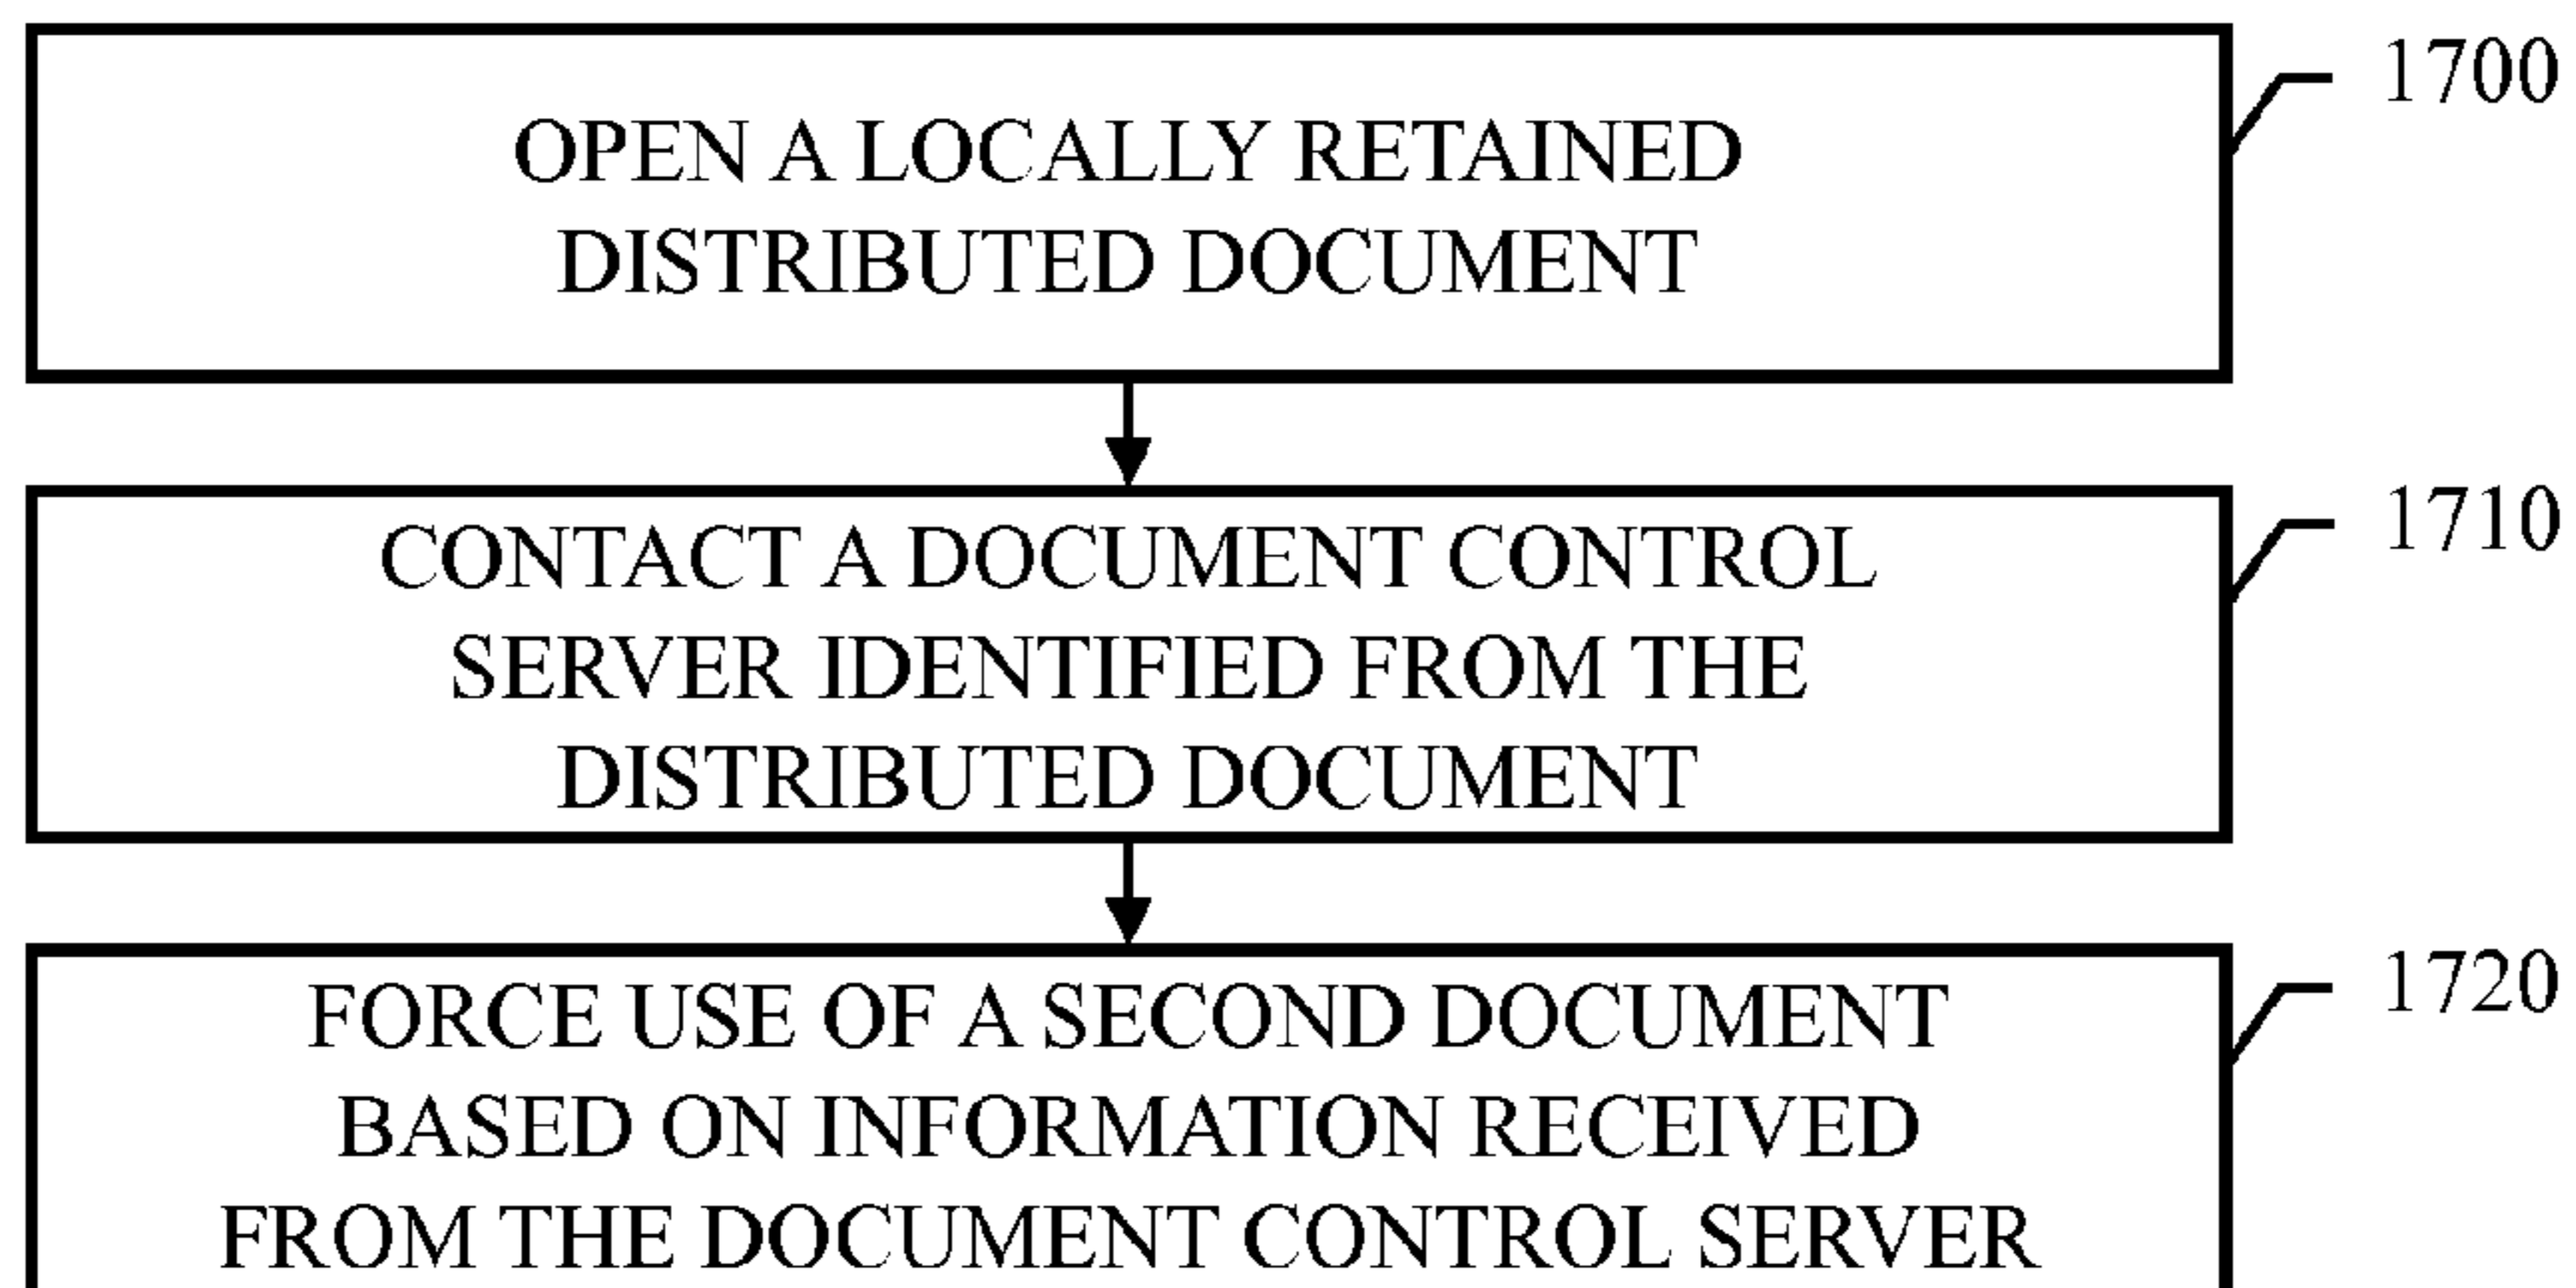 1700
OPEN A LOCALLY RETAINED
DISTRIBUTED DOCUMENT
1710
CONTACT A DOCUMENT CONTROL
SERVER IDENTIFIED FROM THE
DISTRIBUTED DOCUMENT
1720
FORCE USE OF A SECOND DOCUMENT
BASED ON INFORMATION RECEIVED
FROM THE DOCUMENT CONTROL SERVER